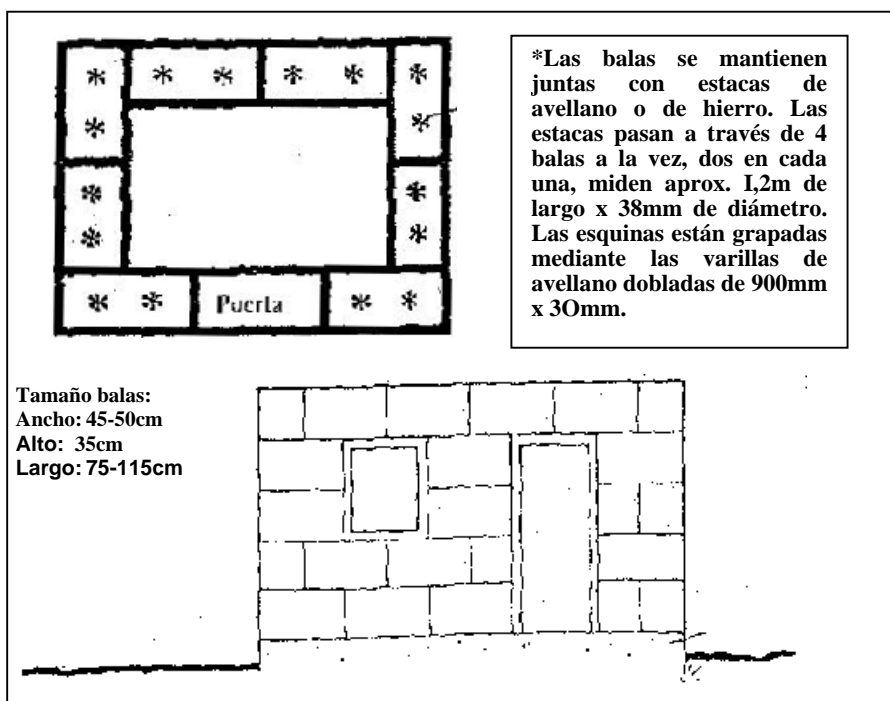 *Las balas se mantienen
juntas con estacas de
avellano o de hierro. Las
estacas pasan a través de 4
balas a la vez, dos en cada
una, miden aprox. I,2m de
largo x 38mm de diámetro.
Las esquinas están grapadas
mediante las varillas de
avellano dobladas de 900mm
x 3Omm.
Puerta
Tamaño balas:
Ancho: 45-50cm
Alto: 35cm
Largo: 75-115cm